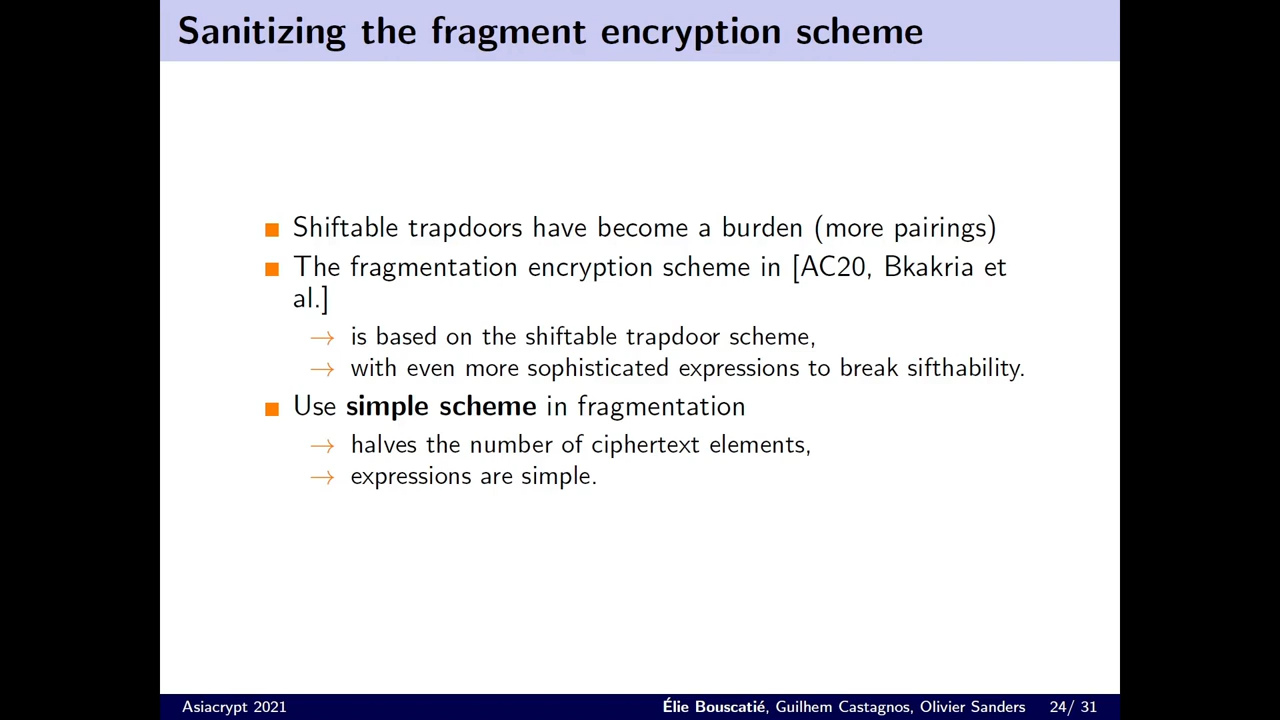 Sanitizing the fragment encryption scheme
Shiftable trapdoors have become a burden (more pairings)
The fragmentation encryption scheme in [AC20, Bkakria et
al.]
→ is based on the shiftable trapdoor scheme,
→ with even more sophisticated expressions to break sifthability.
Use simple scheme in fragmentation
→ halves the number of ciphertext elements,
→ expressions are simple.
Asiacrypt 2021 Élie Bouscatié, Guilhem Castagnos, Olivier Sanders 24/ 31